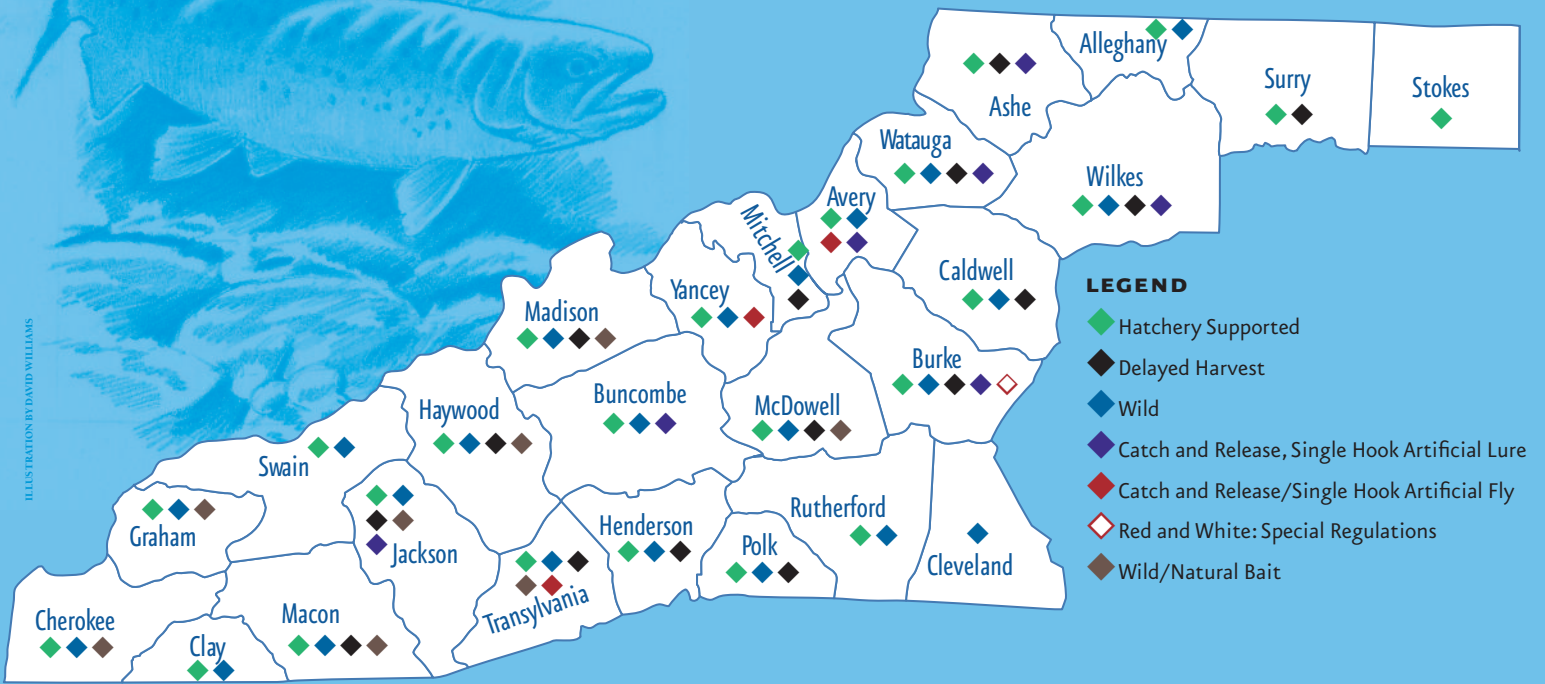 Alleghany
Ashe
Surry
Stokes
Watauga
Wilkes
Avery
Mitchell
Caldwell
Yancey
Madison
Burke
Buncombe
McDowell
Haywood
Swain
Graham
Jackson
Henderson
Rutherford
Polk
Cleveland
Transylvania
Cherokee
Macon
Clay
LEGEND
Hatchery Supported
Delayed Harvest
Wild
Catch and Release, Single Hook Artificial Lure
Catch and Release/Single Hook Artificial Fly
Red and White: Special Regulations
Wild/Natural Bait
ILLUSTRATION BY DAVID WILLIAMS